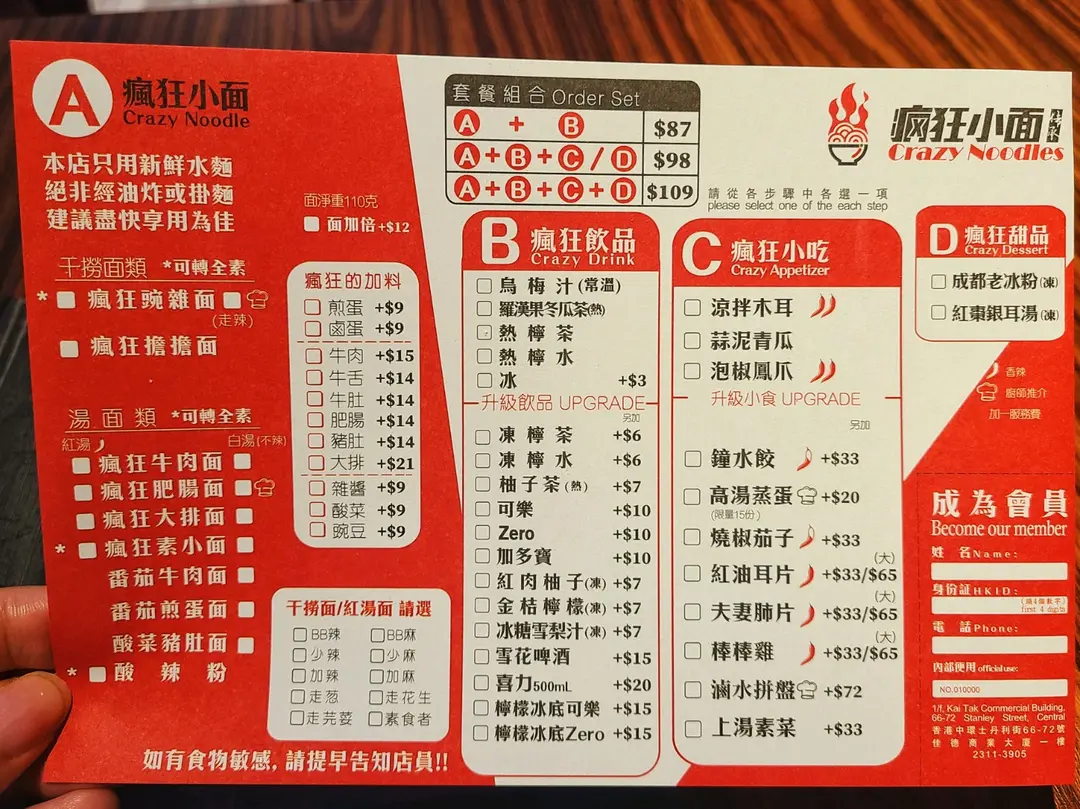 A 瘋狂小面
Crazy Noodle
本店只用新鮮水麵
絕非經油炸或掛麵
建議盡快享用為佳
面淨重110克
面加倍+$12
干撈面類 *可轉全素
* 瘋狂豌雜面
(走辣)
瘋狂擔擔面
湯面類 *可轉全素
紅湯 白湯(不辣)
瘋狂牛肉面
瘋狂肥腸面
瘋狂大排面
* 瘋狂素小面
番茄牛肉面
番茄煎蛋面
酸菜豬肚面
* 酸辣粉
瘋狂的加料
煎蛋 +$9
鹵蛋 +$9
牛肉 +$15
牛舌 +$14
牛肚 +$14
肥腸 +$14
豬肚 +$14
大排 +$21
雜醬 +$9
酸菜 +$9
豌豆 +$9
干撈面/紅湯面 請選
BB辣 BB麻
少辣 少麻
加辣 加麻
走葱 走花生
走芫荽 素食者
如有食物敏感，請提早告知店員!!
套餐組合 Order Set
A + B $87
A+B+C/D $98
A+B+C+D $109
請從各步驟中各選一項
please select one of the each step
瘋狂小面
Crazy Noodles
B 瘋狂飲品
Crazy Drink
烏梅汁(常溫)
羅漢果冬瓜茶(熱)
熱檸茶
熱檸水
冰 +$3
升級飲品 UPGRADE
另加
凍檸茶 +$6
凍檸水 +$6
柚子茶(熱) +$7
可樂 +$10
Zero +$10
加多寶 +$10
紅肉柚子(凍) +$7
金桔檸檬(凍) +$7
冰糖雪梨汁(凍) +$7
雪花啤酒 +$15
喜力500mL +$20
檸檬冰底可樂 +$15
檸檬冰底Zero +$15
C 瘋狂小吃
Crazy Appetizer
涼拌木耳
蒜泥青瓜
泡椒鳳爪
升級小食 UPGRADE
另加
鐘水餃 +$33
高湯蒸蛋 +$20
(限量15份)
燒椒茄子 +$33
(大)
紅油耳片 +$33/$65
(大)
夫妻肺片 +$33/$65
(大)
棒棒雞 +$33/$65
滷水拼盤 +$72
上湯素菜 +$33
D 瘋狂甜品
Crazy Dessert
成都老冰粉(凍)
紅棗銀耳湯(凍)
香辣
廚師推介
加一服務費
成為會員
Become our member
姓 名Name:
身份証HKID:
(頭4個數字)
first 4 digits
電 話Phone:
內部使用 official use:
NO.010000
1/f, Kai Tak Commercial Building,
66-72 Stanley Street, Central
香港中環士丹利街66-72號
佳德商業大廈一樓
2311-3905